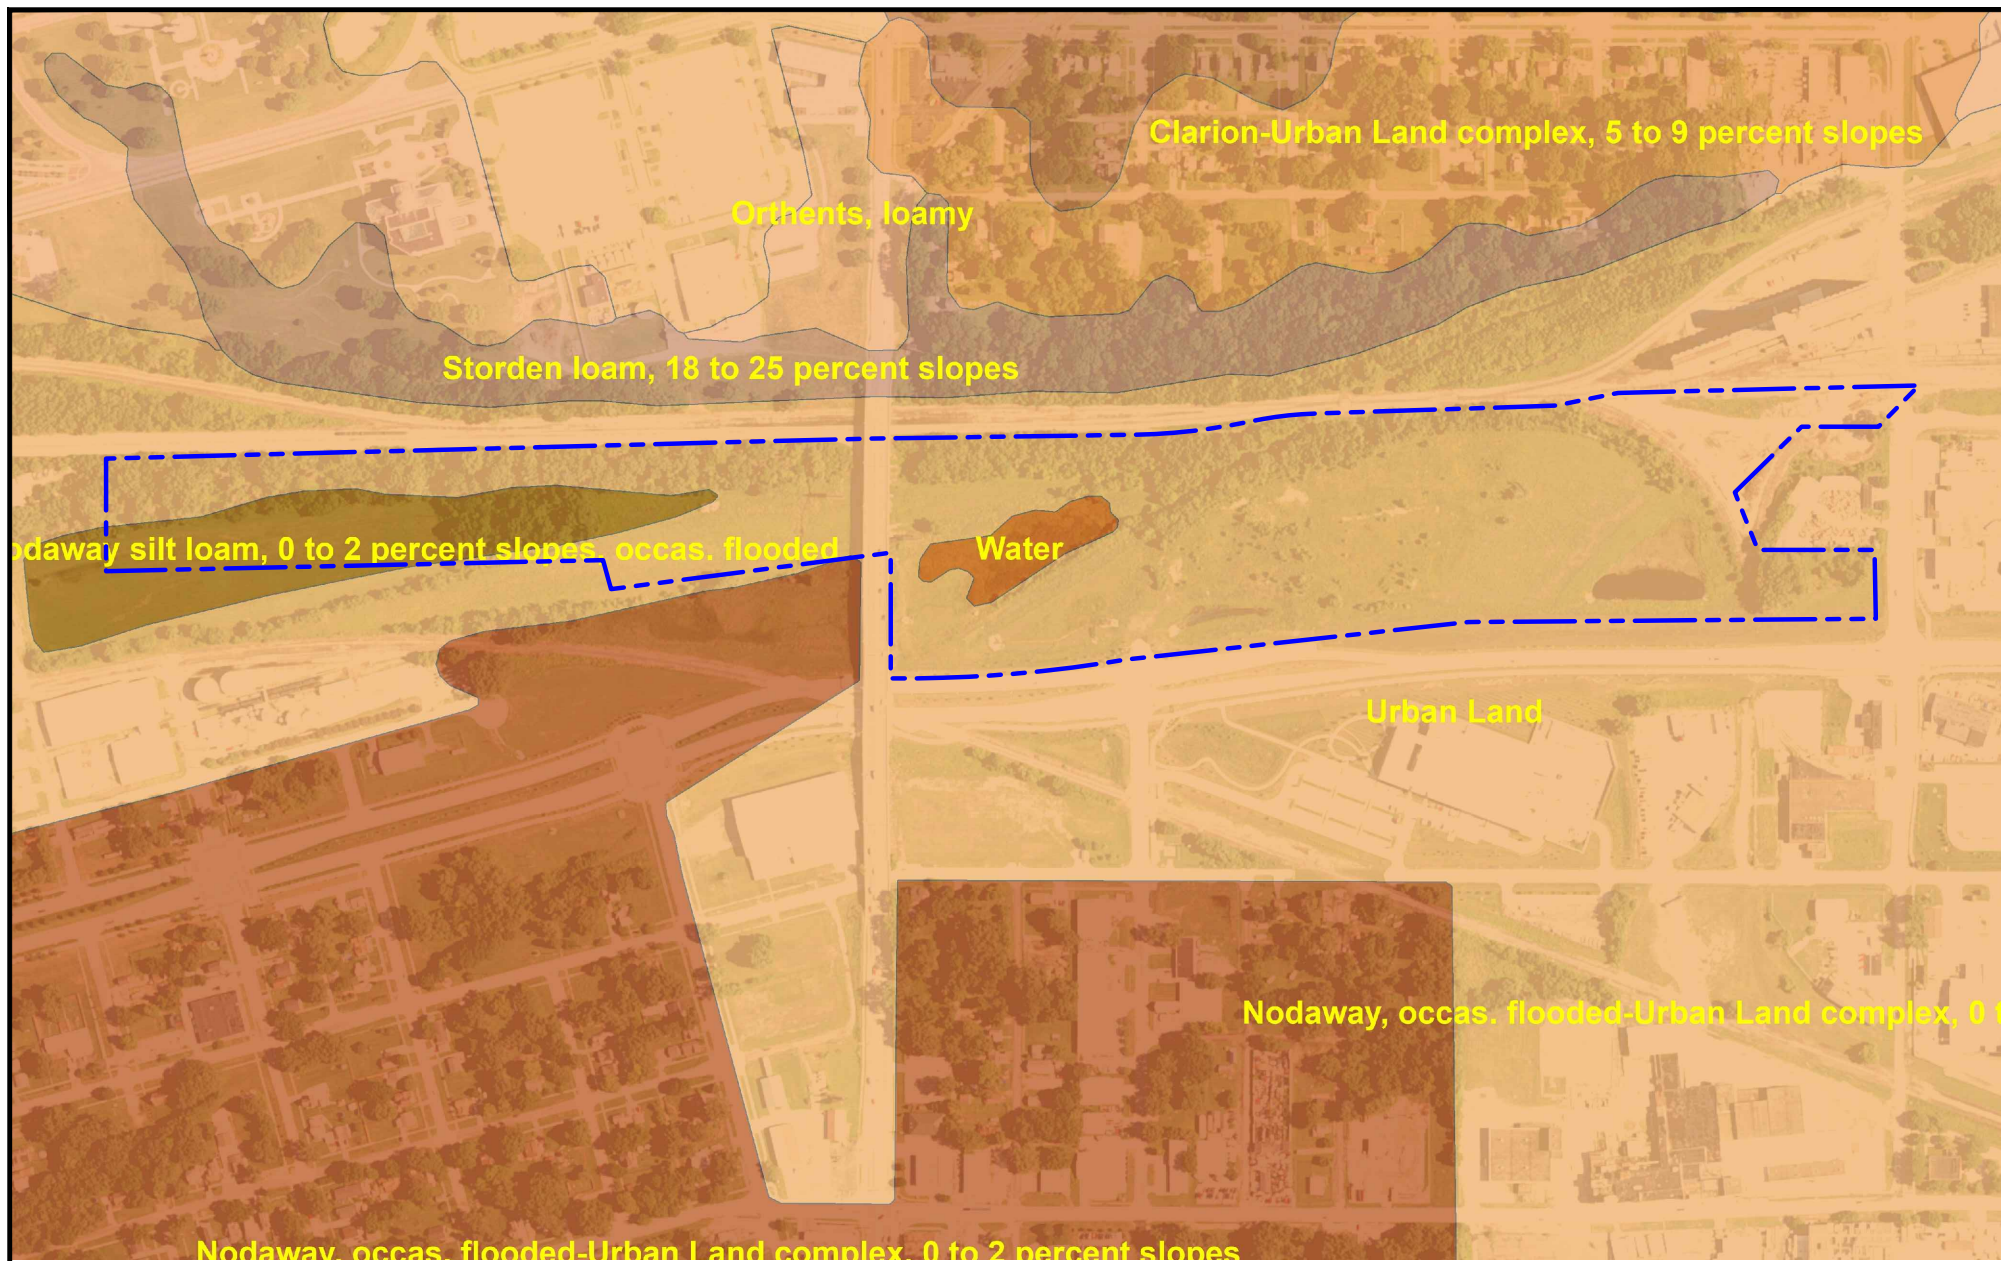 Clarion-Urban Land complex, 5 to 9 percent slopes
Orthents, loamy
Storden loam, 18 to 25 percent slopes
odaway silt loam, 0 to 2 percent slopes, occas. flooded
Water
Urban Land
Nodaway, occas. flooded-Urban Land complex, 0 t
Nodaway, occas. flooded-Urban Land complex, 0 to 2 percent slopes